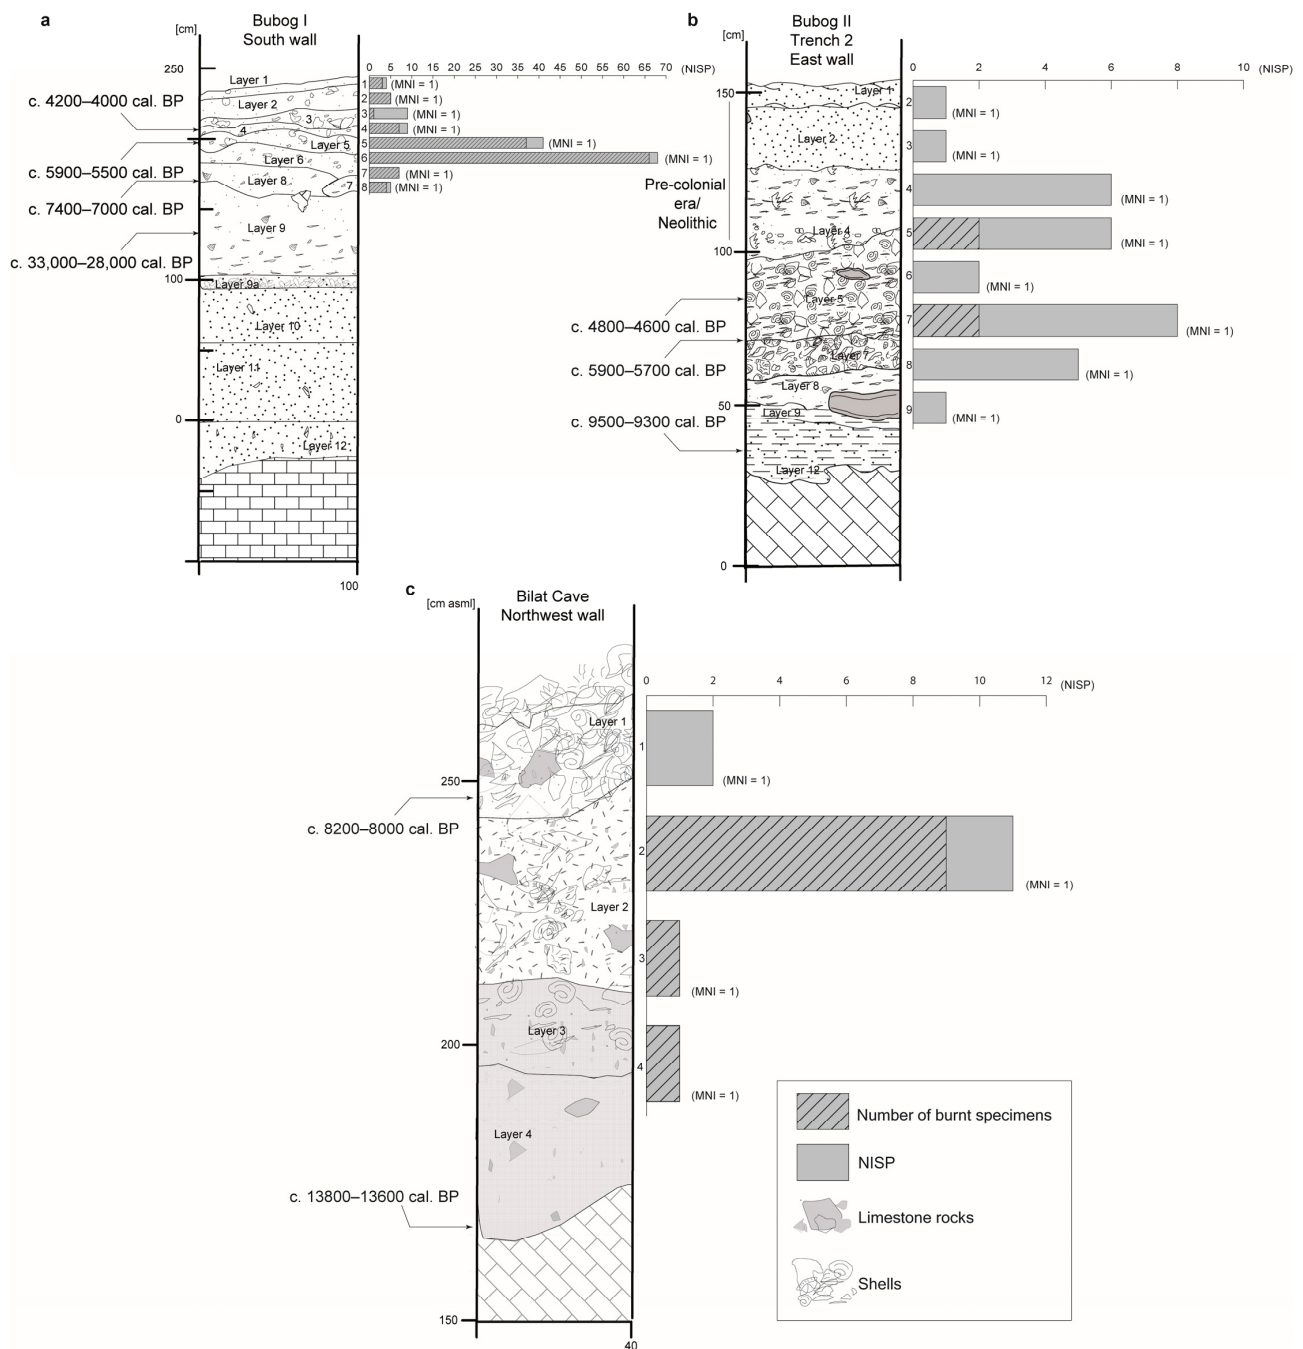 a
Bubog I
South wall
[cm]
250
100
0
100
c. 4200–4000 cal. BP
c. 5900–5500 cal. BP
c. 7400–7000 cal. BP
c. 33,000–28,000 cal. BP
Layer 1
Layer 2
3
4
Layer 5
Layer 6
Layer 8
7
Layer 9
Layer 9a
Layer 10
Layer 11
Layer 12
0 5 10 15 20 25 30 35 40 45 50 55 60 65 70 (NISP)
1 (MNI = 1)
2 (MNI = 1)
3 (MNI = 1)
4 (MNI = 1)
5 (MNI = 1)
6 (MNI = 1)
7 (MNI = 1)
8 (MNI = 1)
b
Bubog II
Trench 2
East wall
[cm]
150
100
50
0
Pre-colonial
era/
Neolithic
c. 4800–4600 cal. BP
c. 5900–5700 cal. BP
c. 9500–9300 cal. BP
Layer 1
Layer 2
Layer 4
Layer 5
Layer 7
Layer 8
Layer 9
Layer 12
0 2 4 6 8 10 (NISP)
2 (MNI = 1)
3 (MNI = 1)
4 (MNI = 1)
5 (MNI = 1)
6 (MNI = 1)
7 (MNI = 1)
8 (MNI = 1)
9 (MNI = 1)
c
Bilat Cave
Northwest wall
[cm asml]
250
200
150
40
c. 8200–8000 cal. BP
c. 13800–13600 cal. BP
Layer 1
Layer 2
Layer 3
Layer 4
0 2 4 6 8 10 12 (NISP)
1 (MNI = 1)
2 (MNI = 1)
3 (MNI = 1)
4 (MNI = 1)
Number of burnt specimens
NISP
Limestone rocks
Shells